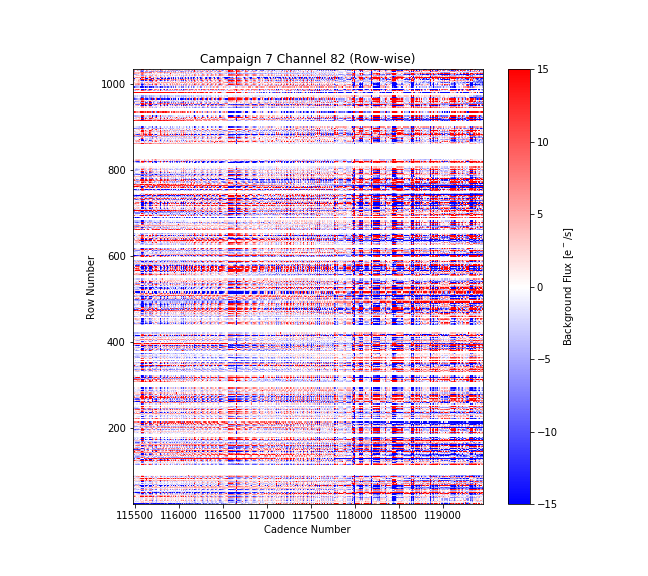 Campaign 7 Channel 82 (Row-wise)
1000
800
600
400
200
Row Number
115500 116000 116500 117000 117500 118000 118500 119000
Cadence Number
15
10
5
0
−5
−10
−15
Background Flux [e⁻/s]